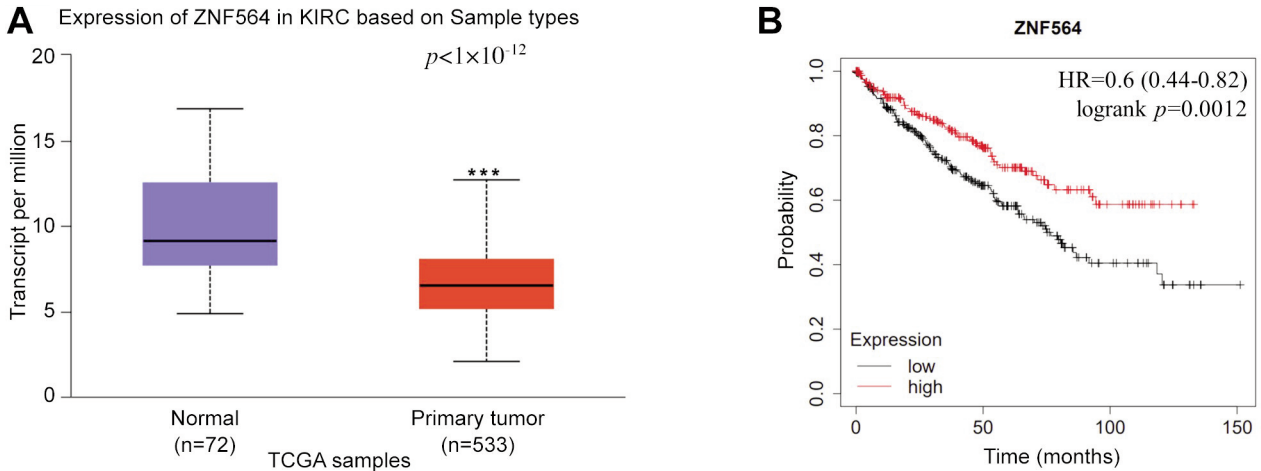 A
Expression of ZNF564 in KIRC based on Sample types
p<1×10⁻¹²
20
15
10
5
0
Transcript per million
***
Normal
(n=72)
Primary tumor
(n=533)
TCGA samples
B
ZNF564
HR=0.6 (0.44-0.82)
logrank p=0.0012
1.0
0.8
0.6
0.4
0.2
0.0
Probability
Expression
low
high
0 50 100 150
Time (months)